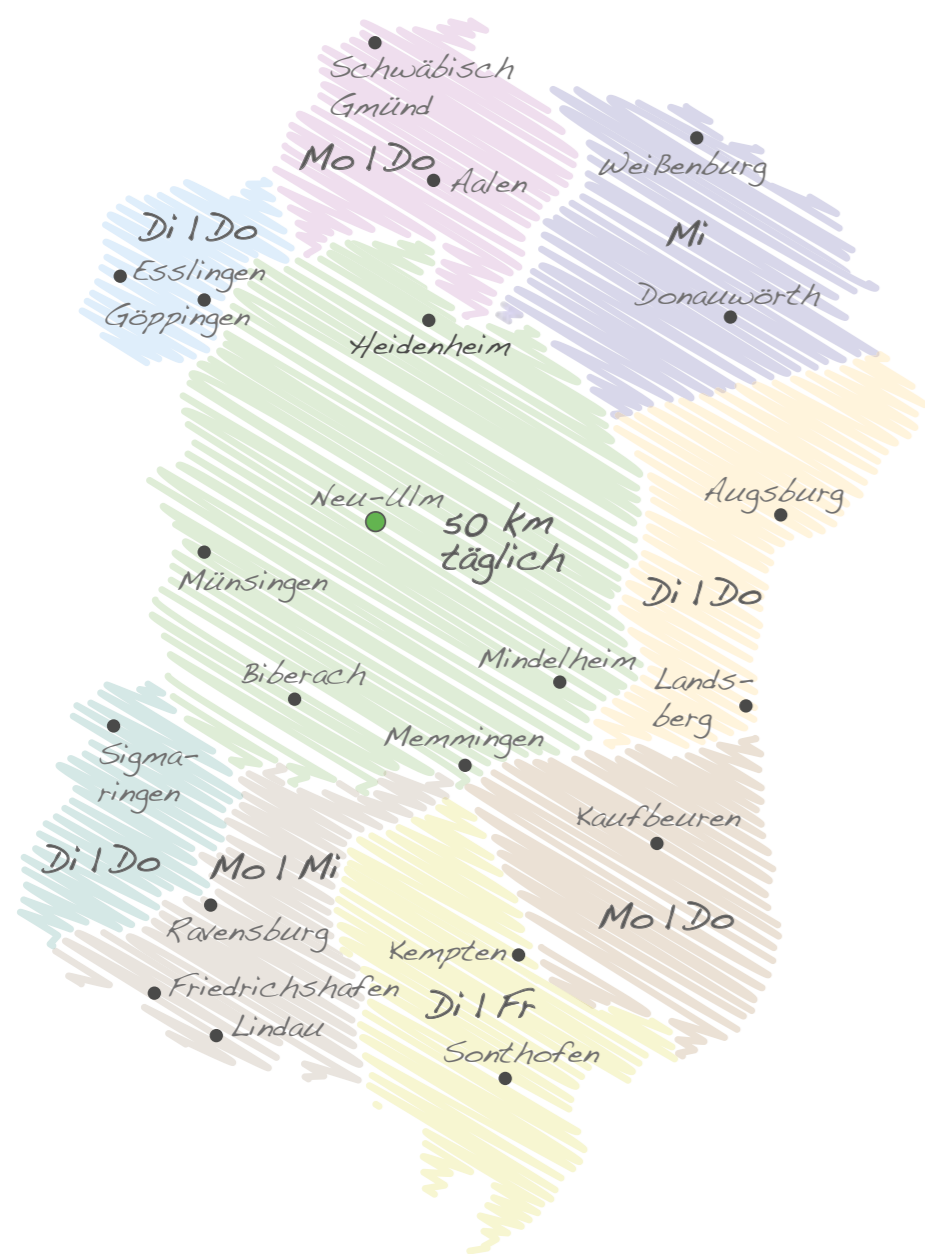 Schwäbisch
Gmünd
Mo | Do
Aalen
Weißenburg
Di | Do
Mi
Esslingen
Göppingen
Donauwörth
Heidenheim
Neu-Ulm
50 km
täglich
Augsburg
Münsingen
Di | Do
Mindelheim
Biberach
Lands-
berg
Memmingen
Sigma-
ringen
Kaufbeuren
Di | Do
Mo | Mi
Mo | Do
Ravensburg
Kempten
Friedrichshafen
Di | Fr
Lindau
Sonthofen